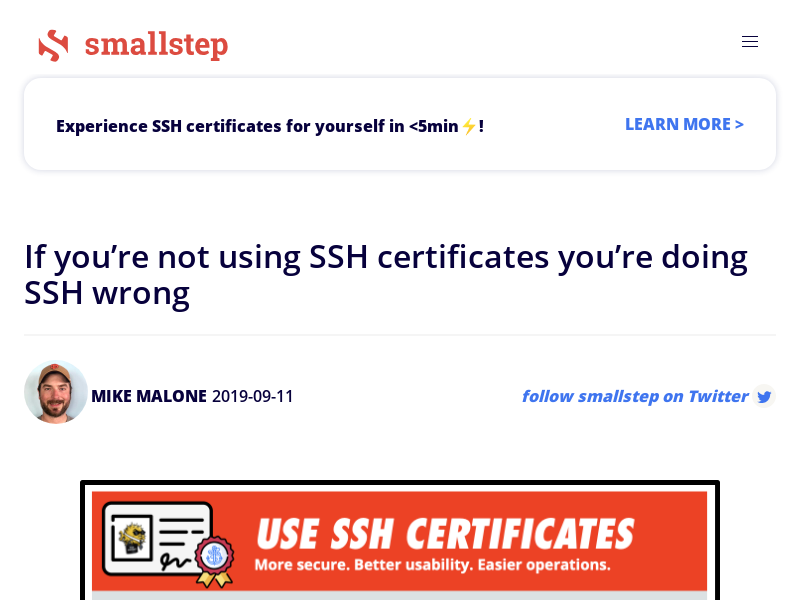 smallstep
Experience SSH certificates for yourself in <5min⚡!
LEARN MORE >
If you’re not using SSH certificates you’re doing
SSH wrong
MIKE MALONE 2019-09-11
follow smallstep on Twitter
USE SSH CERTIFICATES
More secure. Better usability. Easier operations.